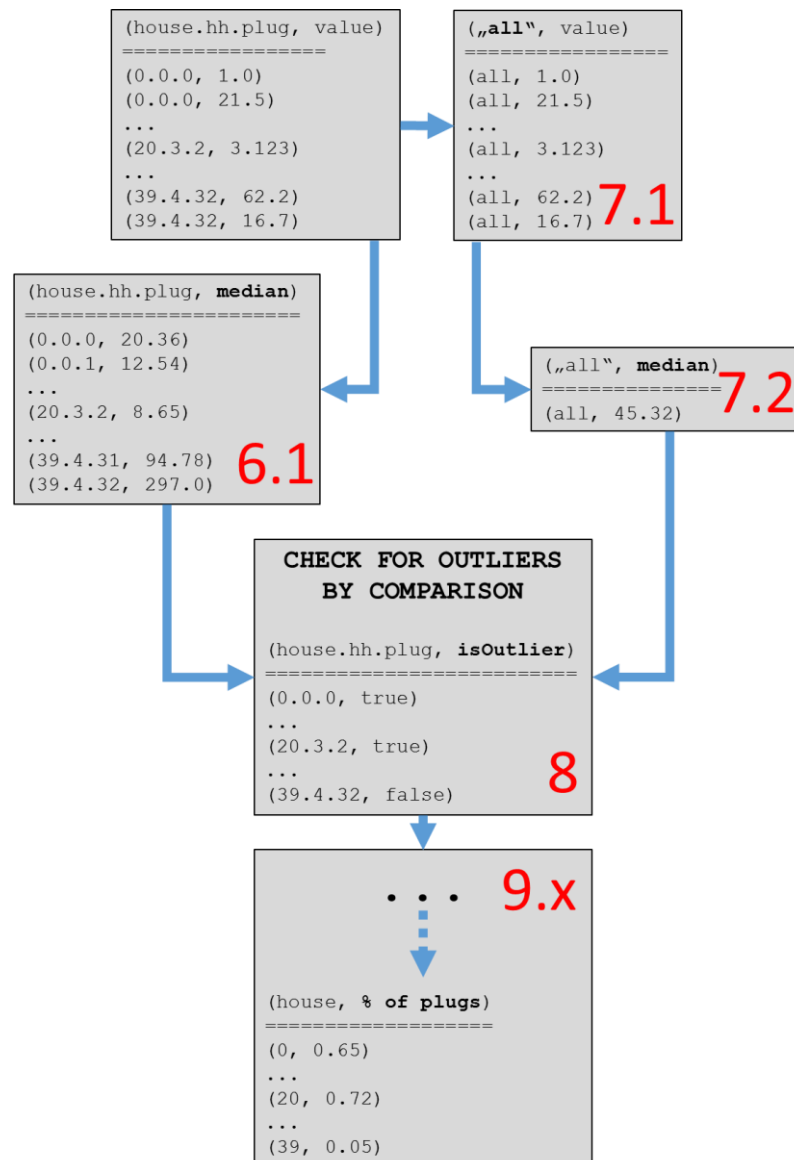 (house.hh.plug, value)
=================
(0.0.0, 1.0)
(0.0.0, 21.5)
...
(20.3.2, 3.123)
...
(39.4.32, 62.2)
(39.4.32, 16.7)
(„all“, value)
=================
(all, 1.0)
(all, 21.5)
...
(all, 3.123)
...
(all, 62.2)
(all, 16.7)
7.1
(house.hh.plug, median)
=======================
(0.0.0, 20.36)
(0.0.1, 12.54)
...
(20.3.2, 8.65)
...
(39.4.31, 94.78)
(39.4.32, 297.0)
6.1
(„all“, median)
===============
(all, 45.32)
7.2
CHECK FOR OUTLIERS
BY COMPARISON
(house.hh.plug, isOutlier)
==========================
(0.0.0, true)
...
(20.3.2, true)
...
(39.4.32, false)
8
...
9.x
(house, % of plugs)
===================
(0, 0.65)
...
(20, 0.72)
...
(39, 0.05)